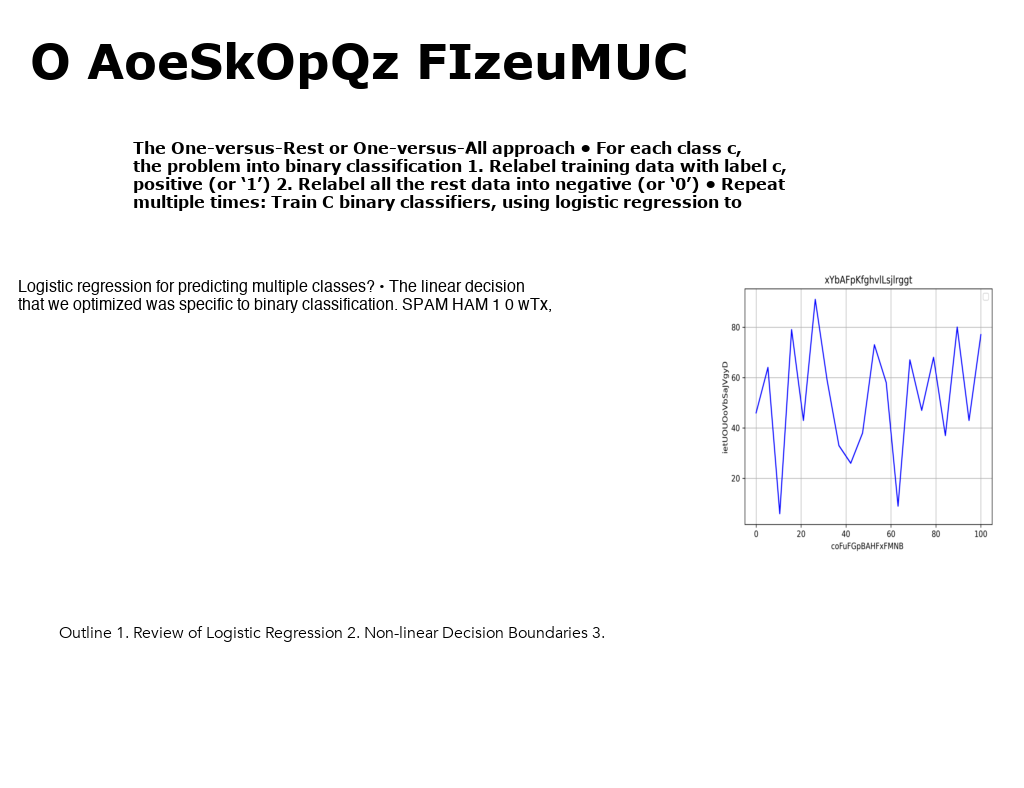 O AoeSkOpQz FIzeuMUC
The One-versus-Rest or One-versus-All approach • For each class c,
the problem into binary classification 1. Relabel training data with label c,
positive (or ‘1’) 2. Relabel all the rest data into negative (or ‘0’) • Repeat
multiple times: Train C binary classifiers, using logistic regression to
Logistic regression for predicting multiple classes? • The linear decision
that we optimized was specific to binary classification. SPAM HAM 1 0 wTx,
80
60
40
20
0 20 40 60 80 100
coFuFGpBAHFxFMNB
Outline 1. Review of Logistic Regression 2. Non-linear Decision Boundaries 3.